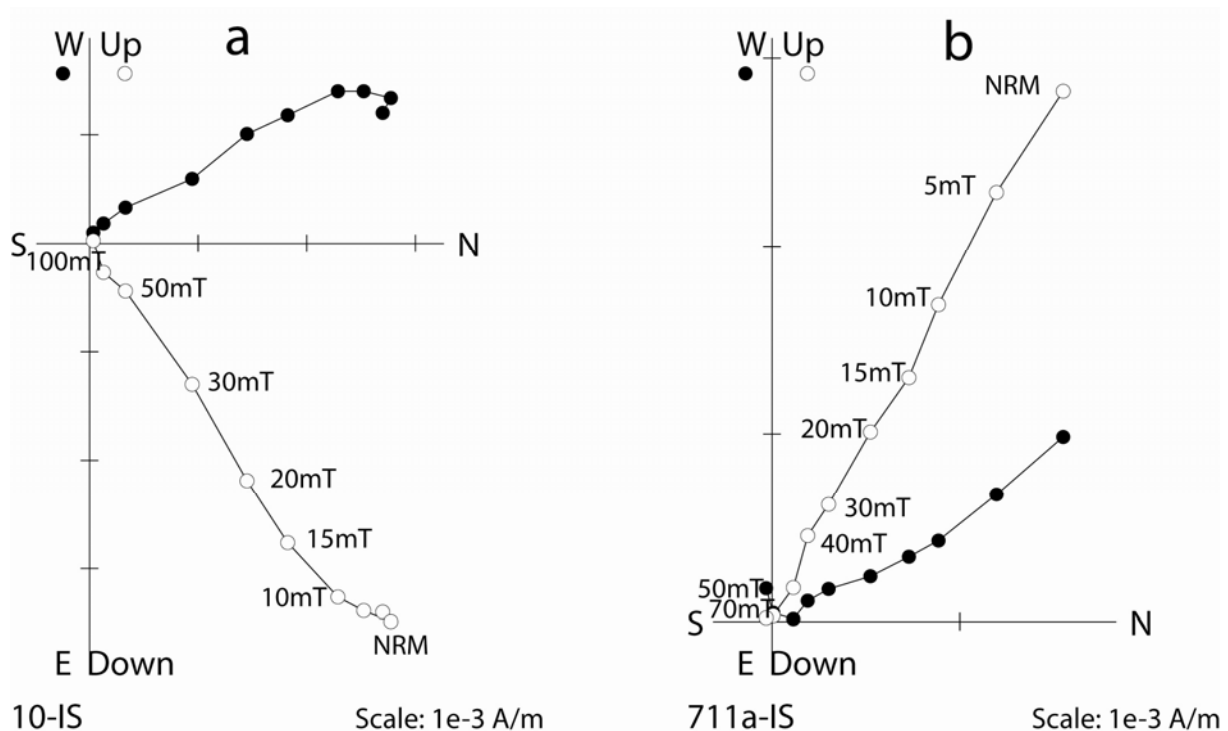 a
W Up
S
N
100mT
50mT
30mT
20mT
15mT
10mT
NRM
E Down
10-IS
Scale: 1e-3 A/m
b
W Up
NRM
5mT
10mT
15mT
20mT
30mT
40mT
50mT
70mT
S
N
E Down
711a-IS
Scale: 1e-3 A/m